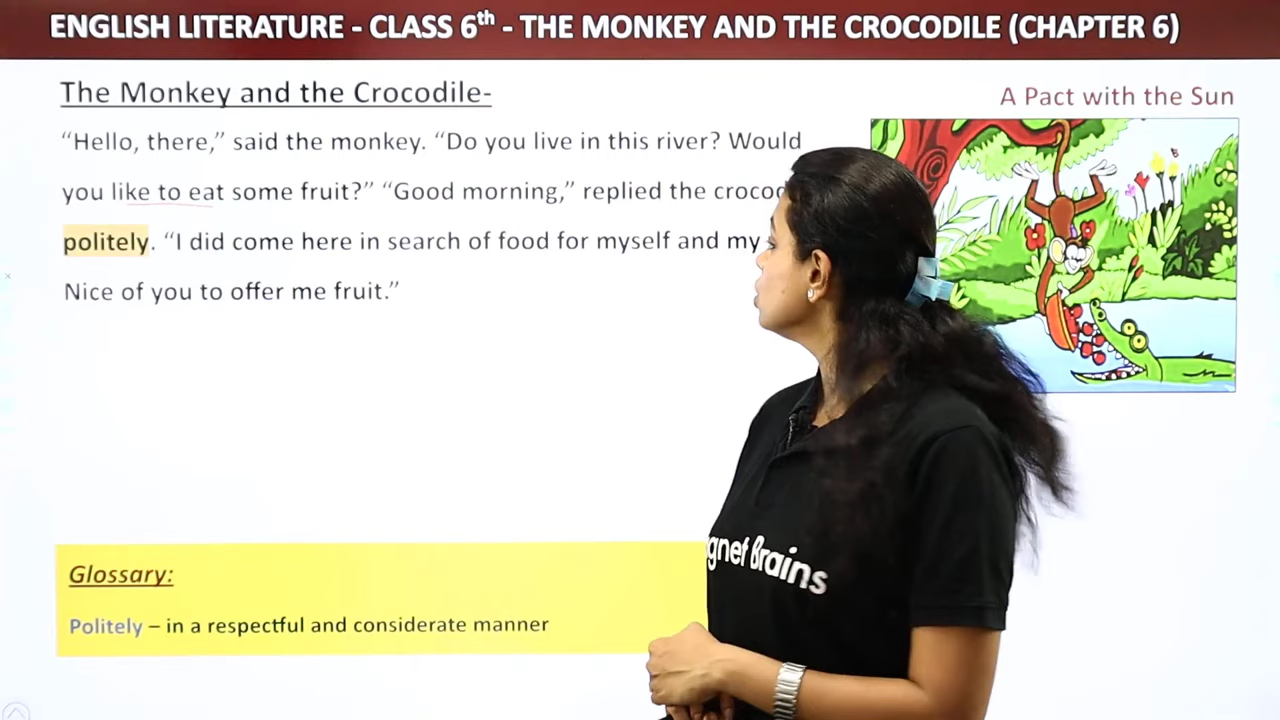 ENGLISH LITERATURE - CLASS 6th - THE MONKEY AND THE CROCODILE (CHAPTER 6)
The Monkey and the Crocodile-
A Pact with the Sun
“Hello, there,” said the monkey. “Do you live in this river? Would
you like to eat some fruit?” “Good morning,” replied the
politely. “I did come here in search of food for myself and my
Nice of you to offer me fruit.”
Glossary:
Politely – in a respectful and considerate manner
Brains